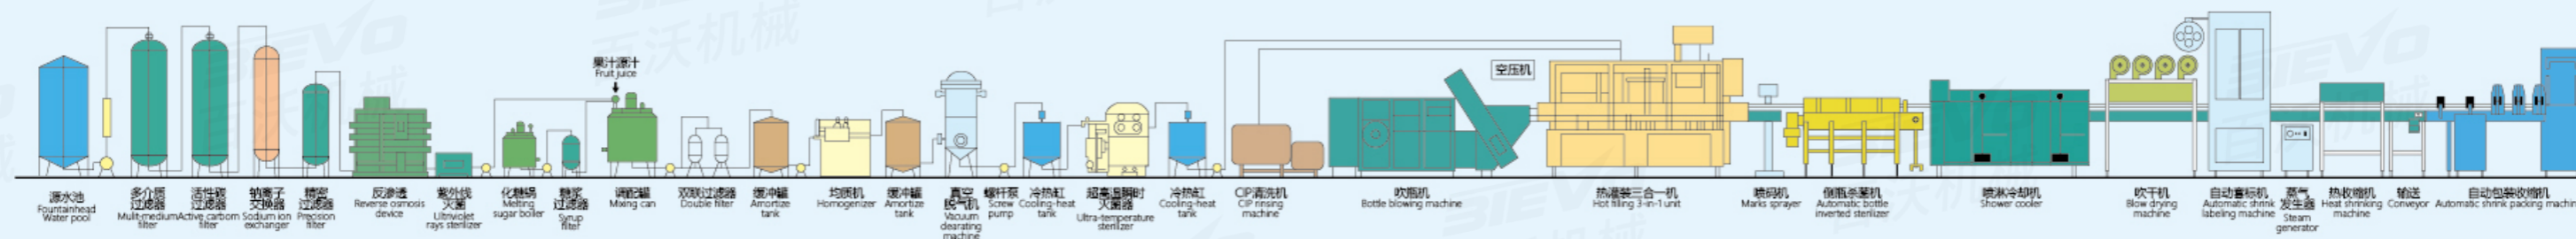 果汁源汁
Fruit juice
空压机
源水池
Fountainhead
Water pool
多介质
过滤器
Mulit-medium
filter
活性碳
过滤器
Active carbom
filter
钠离子
交换器
Sodium ion
exchanger
精密
过滤器
Precision
filter
反渗透
Reverse osmosis
device
紫外线
灭菌
Ultriviolet
rays sterilizer
化糖锅
Melting
sugar boiler
糖浆
过滤器
Syrup
filter
调配罐
Mixing can
双联过滤器
Double filter
缓冲罐
Amortize
tank
均质机
Homogenizer
缓冲罐
Amortize
tank
真空
脱气机
Vacuum
dearating
machine
螺杆泵
Screw
pump
冷热缸
Cooling-heat
tank
超高温瞬时
灭菌器
Ultra-temperature
sterilizer
冷热缸
Cooling-heat
tank
CIP清洗机
CIP rinsing
machine
吹瓶机
Bottle blowing machine
热灌装三合一机
Hot filling 3-in-1 unit
喷码机
Marks sprayer
倒瓶杀菌机
Automatic bottle
inverted sterilizer
喷淋冷却机
Shower cooler
吹干机
Blow drying
machine
自动套标机
Automatic shrink
labeling machine
蒸气
发生器
Steam
generator
热收缩机
Heat shrinking
machine
输送
Conveyor
自动包装收缩机
Automatic shrink packing machin